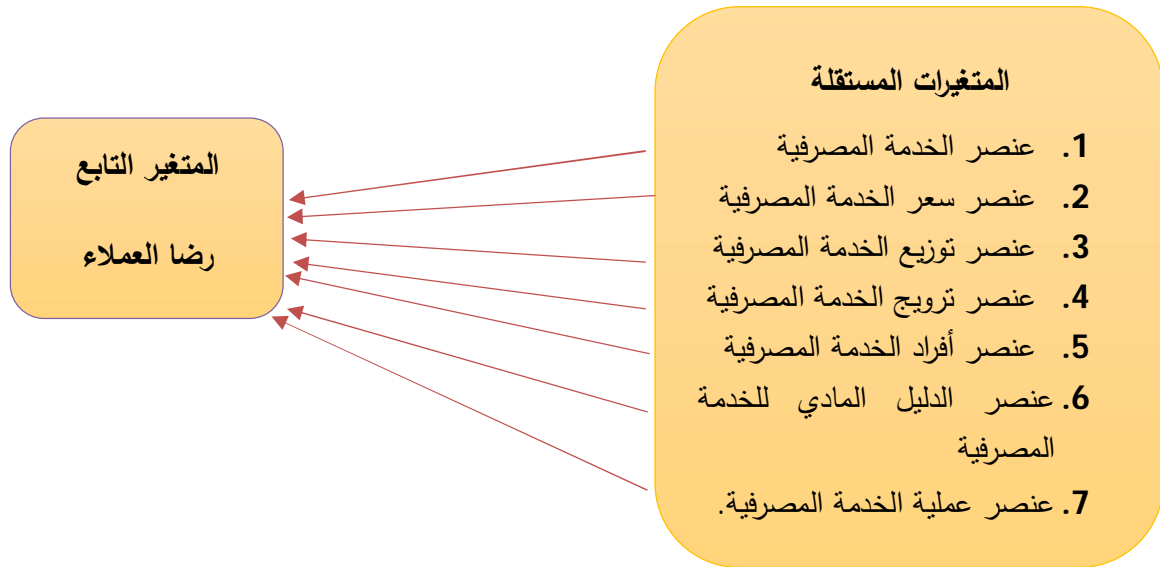 المتغيرات المستقلة
1. عنصر الخدمة المصرفية
2. عنصر سعر الخدمة المصرفية
3. عنصر توزيع الخدمة المصرفية
4. عنصر ترويج الخدمة المصرفية
5. عنصر أفراد الخدمة المصرفية
6. عنصر الدليل المادي للخدمة
المصرفية
7. عنصر عملية الخدمة المصرفية.
المتغير التابع
رضا العملاء